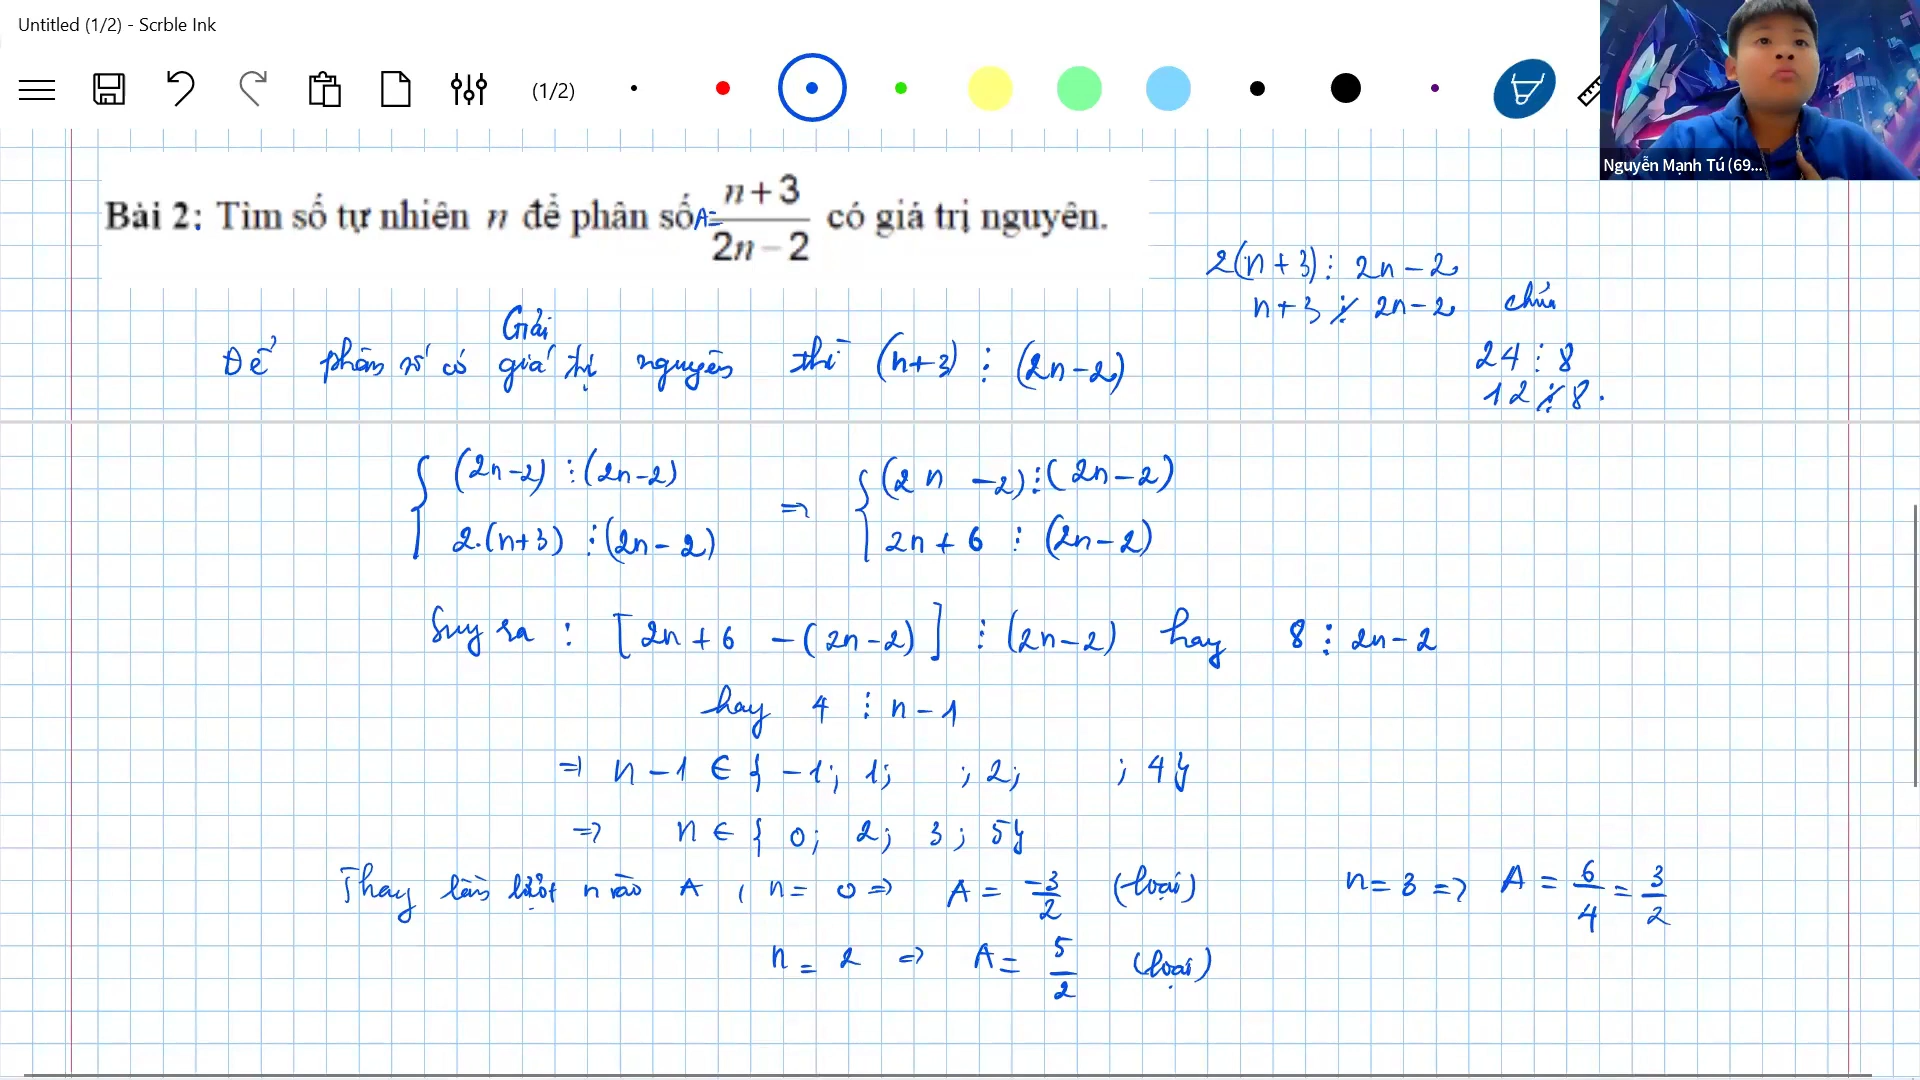 Untitled (1/2) - Scrble Ink
(1/2)
Nguyễn Mạnh Tú (69...
Bài 2: Tìm số tự nhiên n để phân số A= (n+3)/(2n-2) có giá trị nguyên.
2(n+3) ⋮ 2n-2
n+3 ⋮̸ 2n-2
24 ⋮ 8
12 ⋮̸ 8.
Giải
Để phân số có giá trị nguyên thì (n+3) ⋮ (2n-2)
{ (2n-2) ⋮ (2n-2) => { (2n-2) ⋮ (2n-2)
2.(n+3) ⋮ (2n-2) 2n+6 ⋮ (2n-2)
Suy ra : [2n+6 -(2n-2)] ⋮ (2n-2) hay 8 ⋮ 2n-2
hay 4 ⋮ n-1
=> n-1 ∈ { -1; 1; ; 2; ; 4}
=> n ∈ { 0; 2; 3; 5}
Thay lần lượt n vào A , n= 0 => A = -3/2 (loại)
n = 2 => A = 5/2 (loại)
n= 3 => A = 6/4 = 3/2